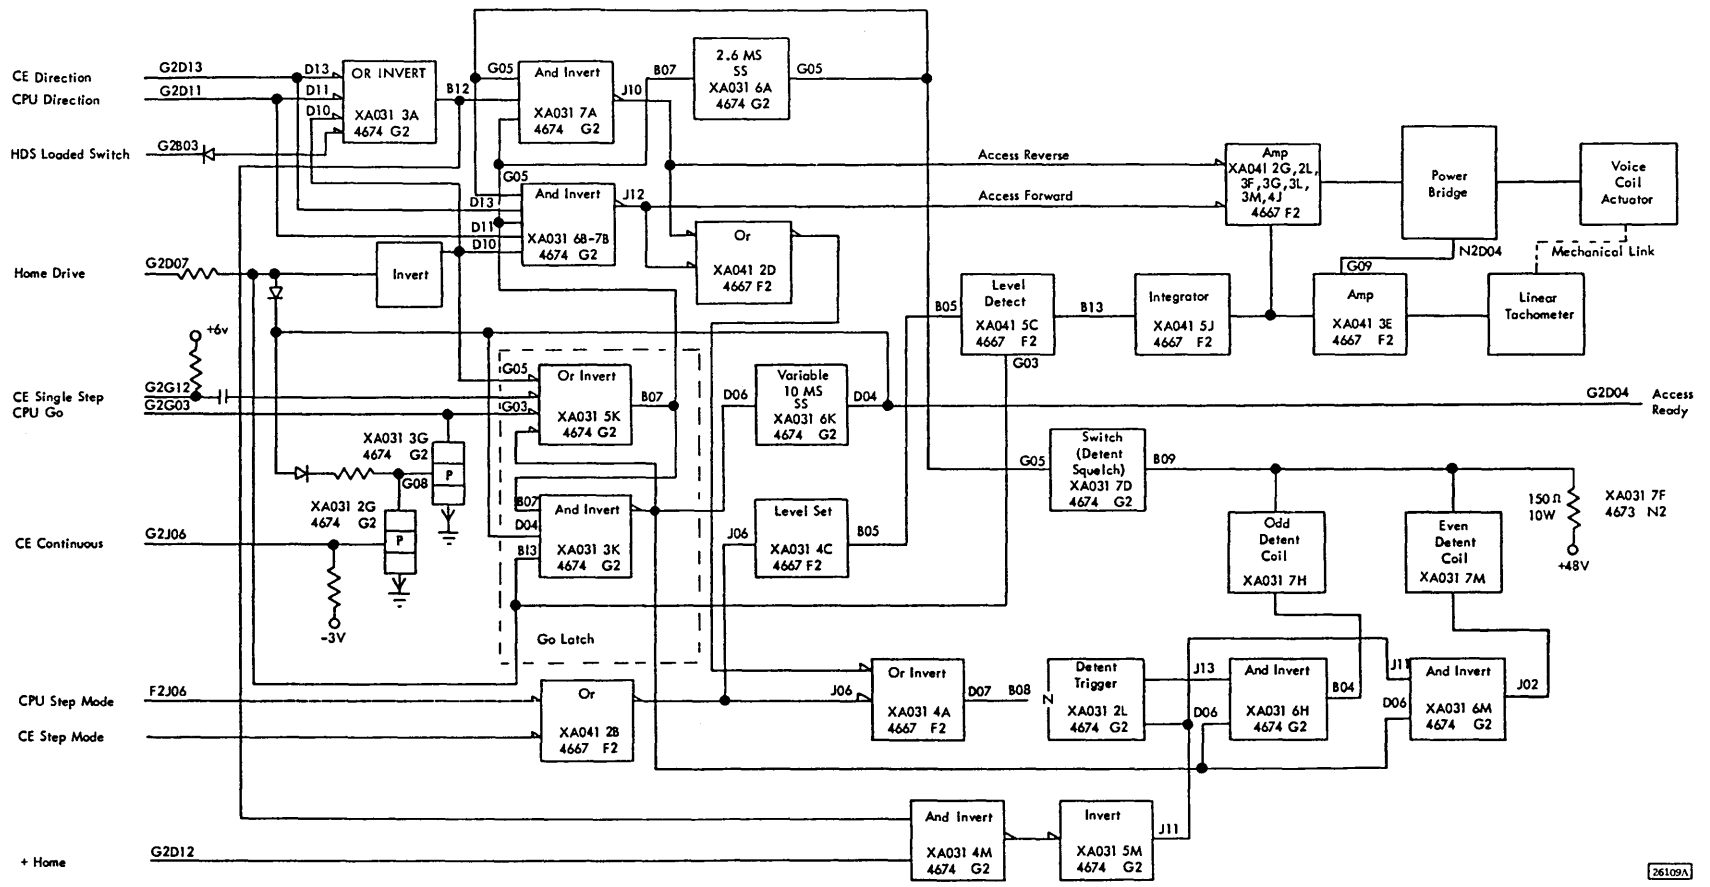 CE Direction
G2D13
D13
CPU Direction
G2D11
D11
D10
OR INVERT
XA031 3A
4674 G2
B12
HDS Loaded Switch
G2B03
G05
And Invert
XA031 7A
4674 G2
J10
B07
2.6 MS
SS
XA031 6A
4674 G2
G05
G05
D13
D11
D10
And Invert
XA031 6B-7B
4674 G2
J12
Access Reverse
Access Forward
Amp
XA041 2G,2L,
3F,3G,3L,
3M,4J
4667 F2
Power
Bridge
N2D04
Voice
Coil
Actuator
Mechanical Link
Or
XA041 2D
4667 F2
Home Drive
G2D07
Invert
B05
Level
Detect
XA041 5C
4667 F2
G03
B13
Integrator
XA041 5J
4667 F2
G09
Amp
XA041 3E
4667 F2
Linear
Tachometer
+6v
CE Single Step
G2G12
CPU Go
G2G03
G05
G03
Or Invert
XA031 5K
4674 G2
B07
D06
Variable
10 MS
SS
XA031 6K
4674 G2
D04
G2D04
Access
Ready
XA031 3G
4674 G2
P
G08
XA031 2G
4674 G2
P
CE Continuous
G2J06
-3V
B07
D04
B13
And Invert
XA031 3K
4674 G2
Go Latch
J06
Level Set
XA031 4C
4667 F2
B05
G05
Switch
(Detent
Squelch)
XA031 7D
4674 G2
B09
Odd
Detent
Coil
XA031 7H
Even
Detent
Coil
XA031 7M
150Ω
10W
XA031 7F
4673 N2
+48V
CPU Step Mode
F2J06
CE Step Mode
Or
XA041 2B
4667 F2
J06
Or Invert
XA031 4A
4667 F2
D07
B08
N
Detent
Trigger
XA031 2L
4674 G2
J13
D06
And Invert
XA031 6H
4674 G2
B04
J11
D06
And Invert
XA031 6M
4674 G2
J02
+ Home
G2D12
And Invert
XA031 4M
4674 G2
Invert
XA031 5M
4674 G2
J11
26109A